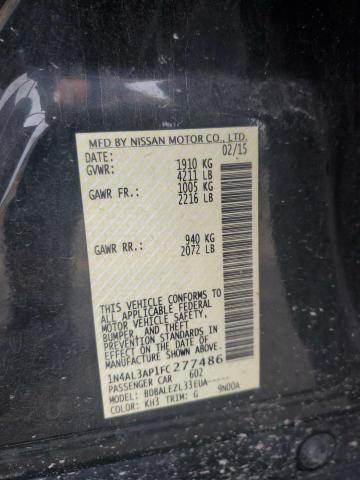 MFD BY NISSAN MOTOR CO., LTD.
DATE: 02/15
GVWR: 1910 KG
4211 LB
GAWR FR: 1005 KG
2216 LB
GAWR RR: 940 KG
2072 LB
THIS VEHICLE CONFORMS TO
ALL APPLICABLE FEDERAL
MOTOR VEHICLE SAFETY,
BUMPER, AND THEFT
PREVENTION STANDARDS IN
EFFECT ON THE DATE OF
MANUFACTURE SHOWN ABOVE.
1N4AL3AP1FC277486
PASSENGER CAR 602
MODEL: BDBALEZL33EUA-----
COLOR: KH3 TRIM: G 9N00A